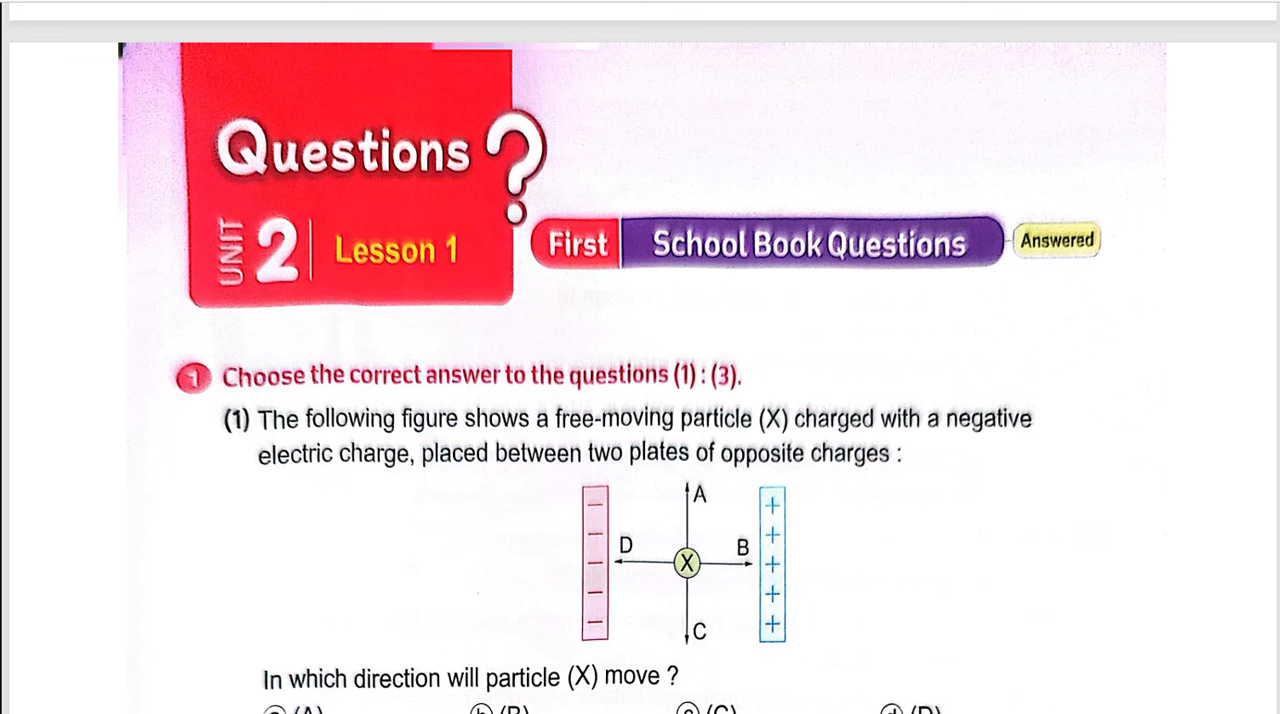 Questions ?
UNIT 2 Lesson 1
First School Book Questions Answered
1 Choose the correct answer to the questions (1) : (3).
(1) The following figure shows a free-moving particle (X) charged with a negative
electric charge, placed between two plates of opposite charges :
A
D B
X
C
− − − − −
+ + + + +
In which direction will particle (X) move ?
a (A) b (B) c (C) d (D)